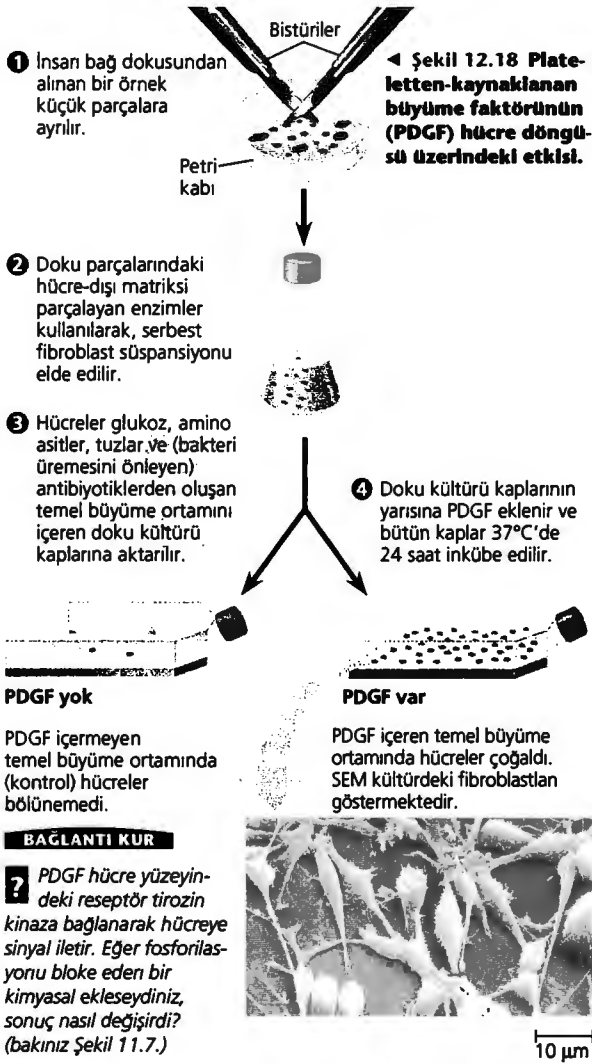 Bistüriler
1 İnsan bağ dokusundan
alınan bir örnek
küçük parçalara
ayrılır.
◄ Şekil 12.18 Plate-
letten-kaynaklanan
büyüme faktörünün
(PDGF) hücre döngü-
sü üzerindeki etkisi.
Petri
kabı
2 Doku parçalarındaki
hücre-dışı matriksi
parçalayan enzimler
kullanılarak, serbest
fibroblast süspansiyonu
elde edilir.
3 Hücreler glukoz, amino
asitler, tuzlar ve (bakteri
üremesini önleyen)
antibiyotiklerden oluşan
temel büyüme ortamını
içeren doku kültürü
kaplarına aktarılır.
4 Doku kültürü kaplarının
yarısına PDGF eklenir ve
bütün kaplar 37°C'de
24 saat inkübe edilir.
PDGF yok
PDGF içermeyen
temel büyüme ortamında
(kontrol) hücreler
bölünemedi.
PDGF var
PDGF içeren temel büyüme
ortamında hücreler çoğaldı.
SEM kültürdeki fibroblastları
göstermektedir.
BAĞLANTI KUR
? PDGF hücre yüzeyin-
deki reseptör tirozin
kinaza bağlanarak hücreye
sinyal iletir. Eğer fosforilas-
yonu bloke eden bir
kimyasal ekleseydiniz,
sonuç nasıl değişirdi?
(bakınız Şekil 11.7.)
10 µm